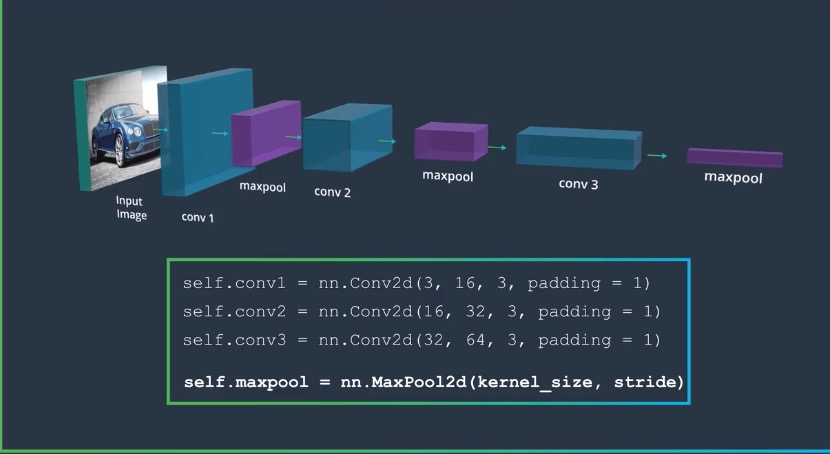 Input
Image
conv 1
maxpool
conv 2
maxpool
conv 3
maxpool
self.conv1 = nn.Conv2d(3, 16, 3, padding = 1)
self.conv2 = nn.Conv2d(16, 32, 3, padding = 1)
self.conv3 = nn.Conv2d(32, 64, 3, padding = 1)
self.maxpool = nn.MaxPool2d(kernel_size, stride)